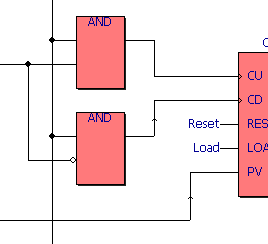 AND
C
CU
AND
CD
Reset
RES
Load
LOA
PV